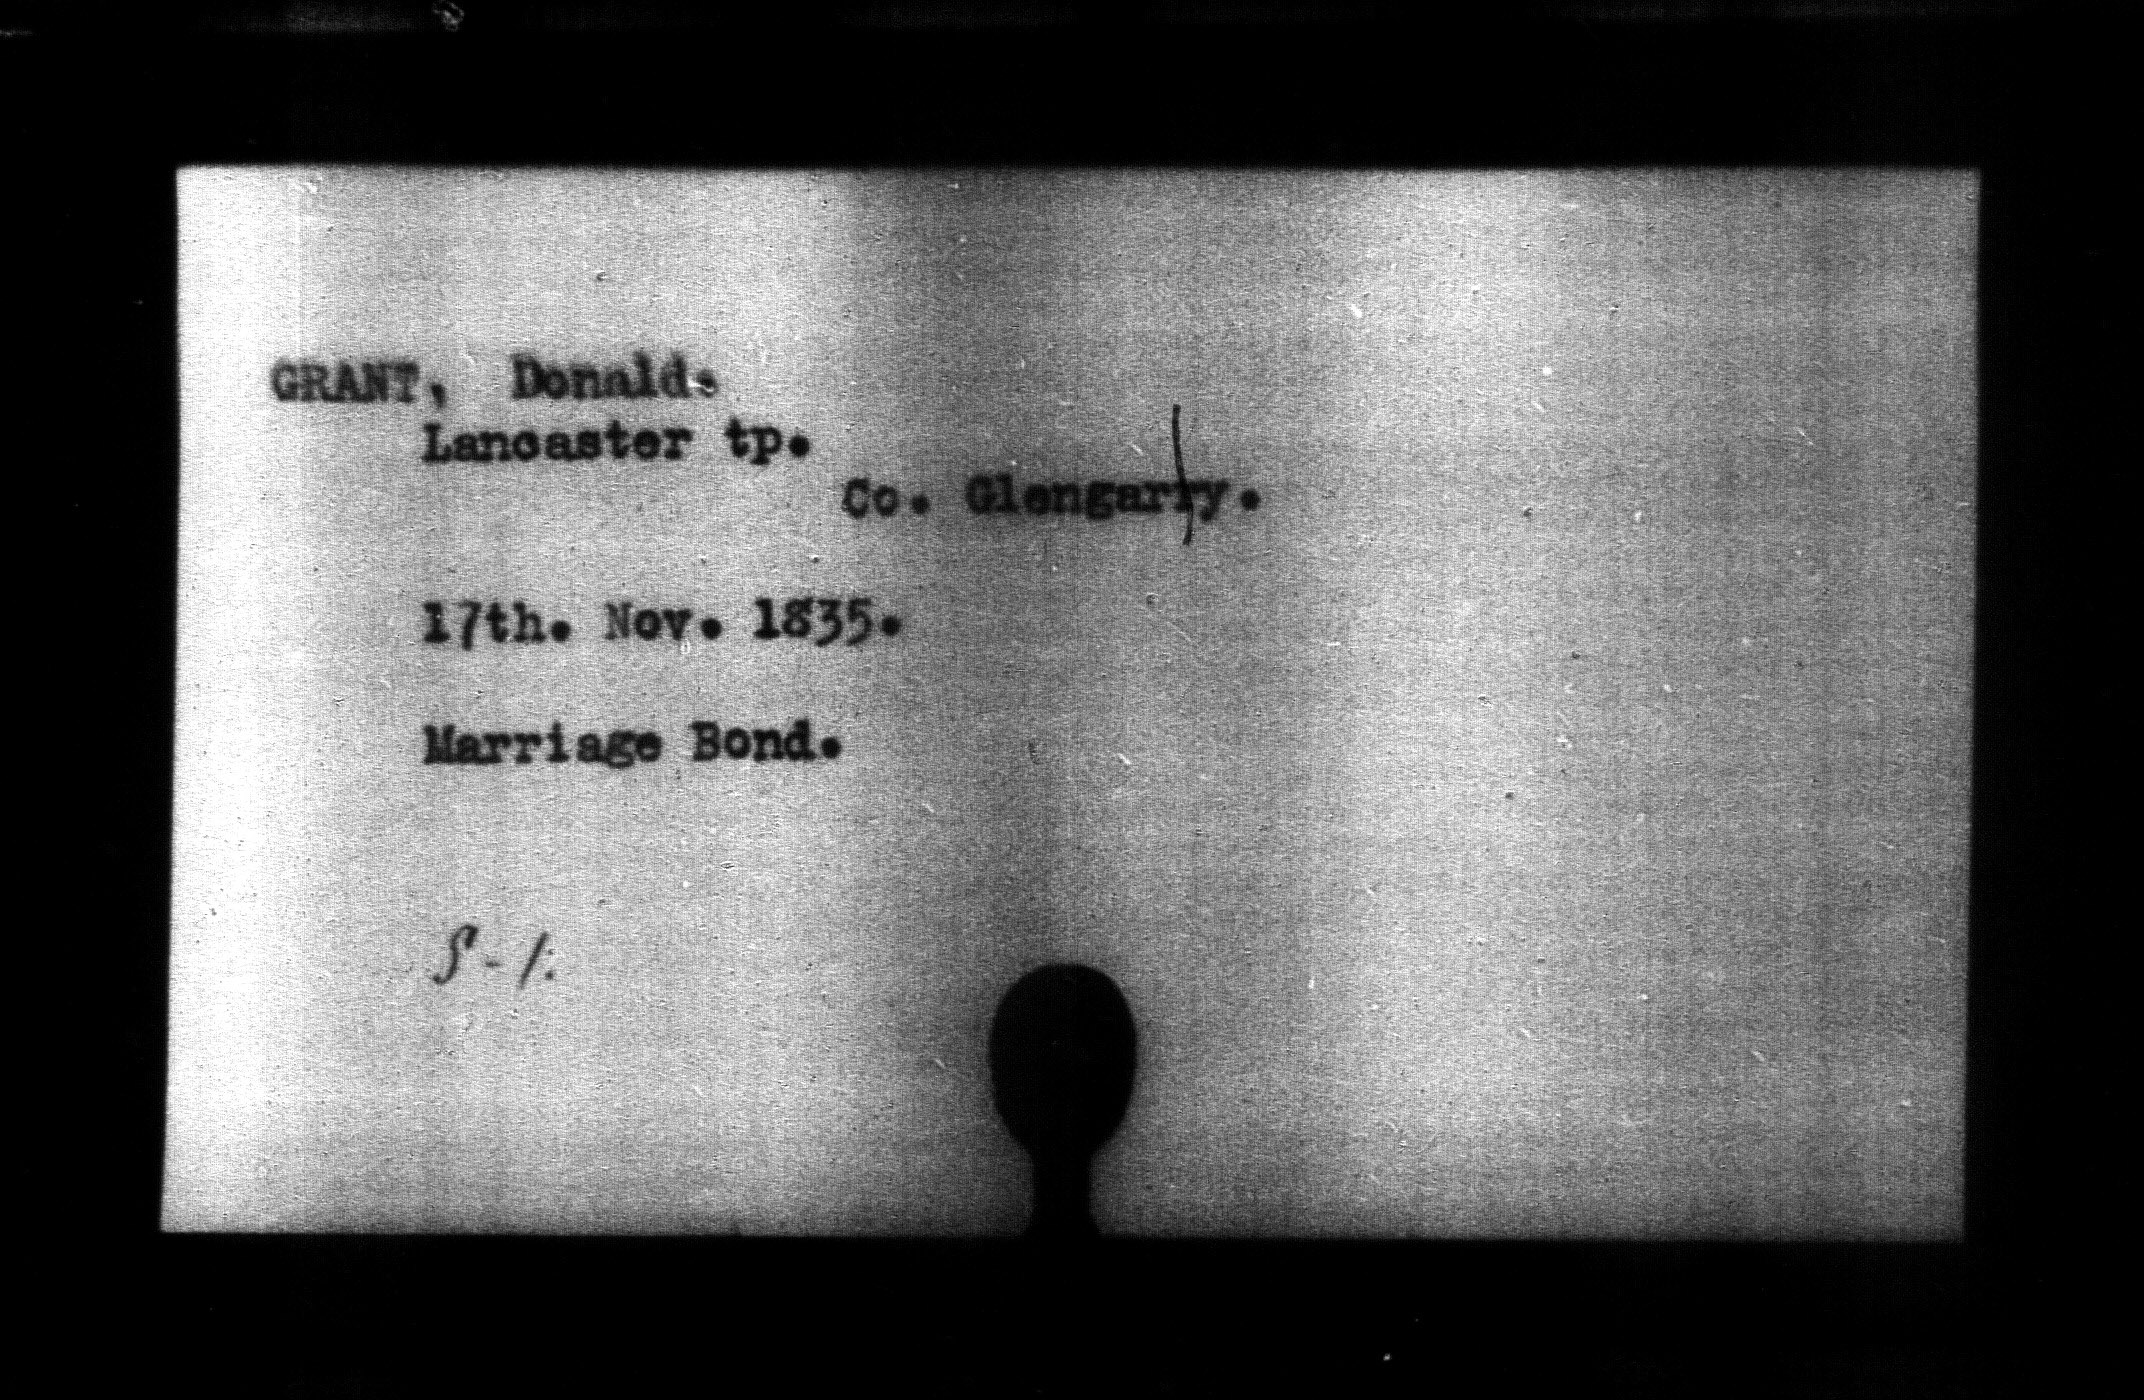 GRANT, Donald.
Lancaster tp.
Co. Glengarry.
17th. Nov. 1835.
Marriage Bond.
S-1: